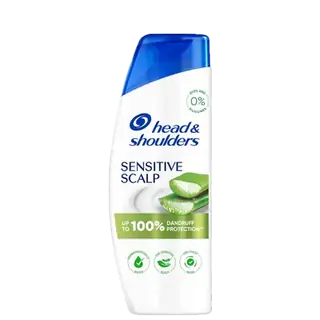 0%
head&
shoulders
SENSITIVE
SCALP
UP TO 100% DANDRUFF
PROTECTION